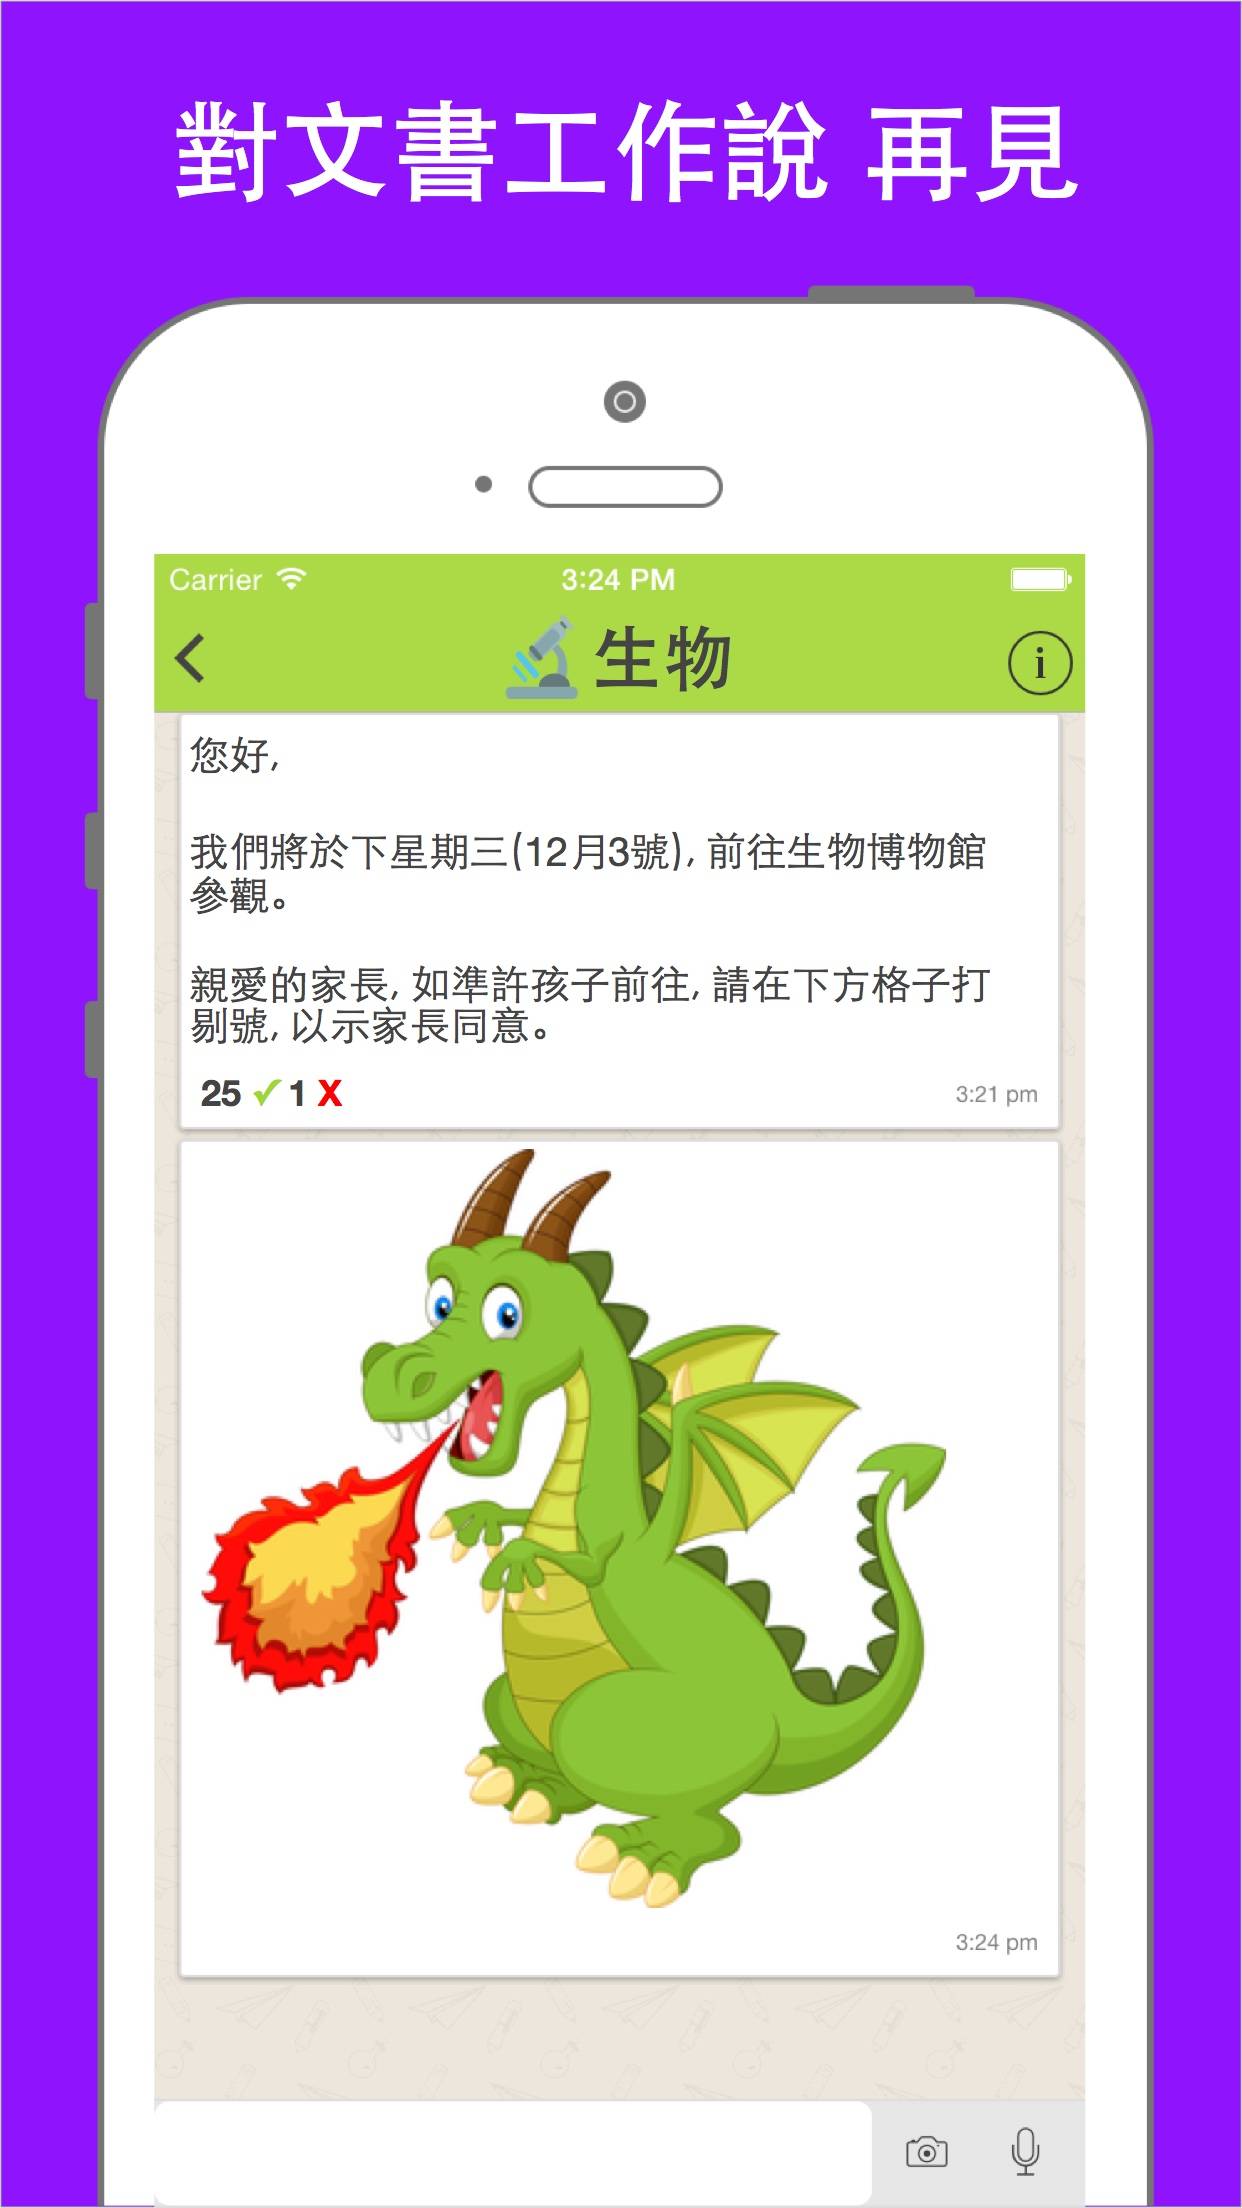 對文書工作說 再見
Carrier 3:24 PM
生物
i
您好,
我們將於下星期三(12月3號), 前往生物博物館
參觀。
親愛的家長, 如準許孩子前往, 請在下方格子打
剔號, 以示家長同意。
25 ✓ 1 X 3:21 pm
3:24 pm